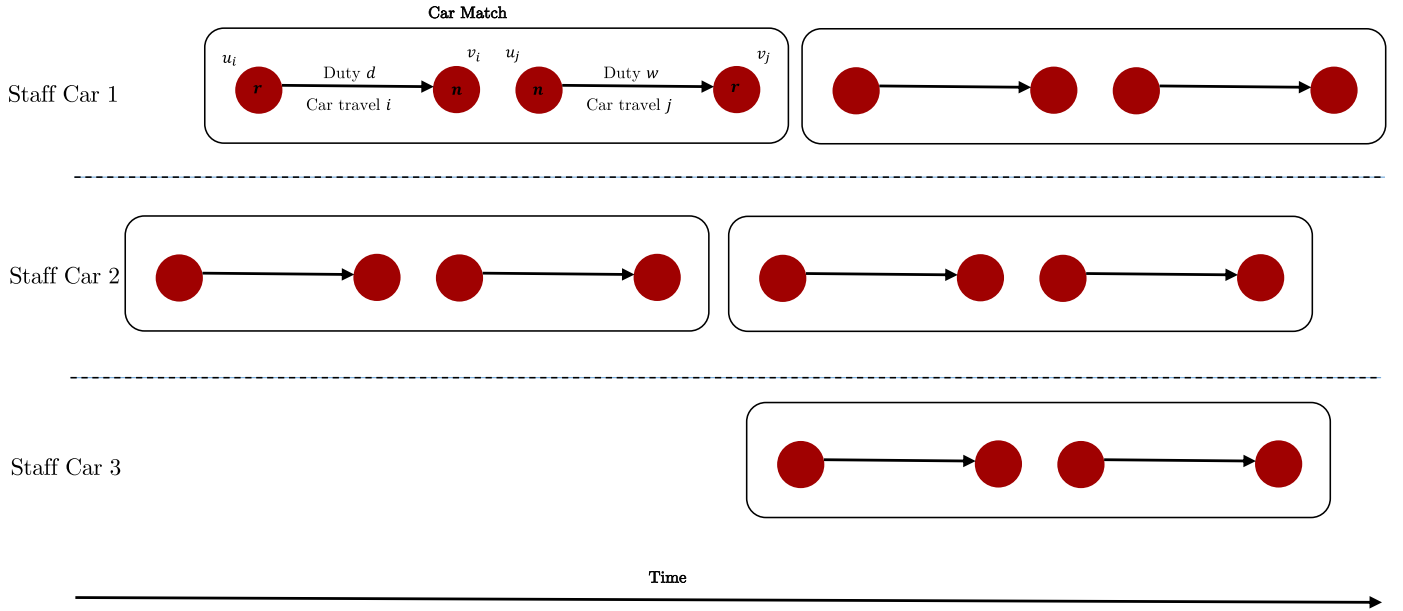 Car Match
u_i v_i u_j v_j
Duty d Duty w
Staff Car 1 r n n r
Car travel i Car travel j
Staff Car 2
Staff Car 3
Time